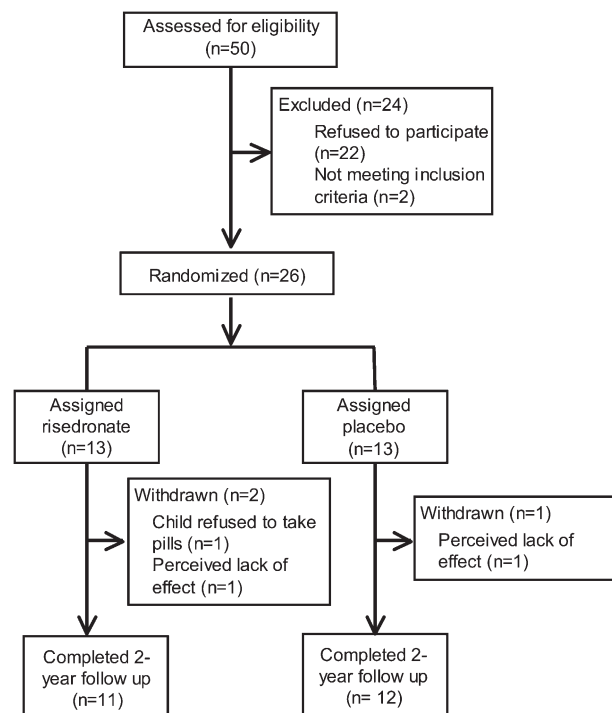 Assessed for eligibility
(n=50)
Excluded (n=24)
Refused to participate
(n=22)
Not meeting inclusion
criteria (n=2)
Randomized (n=26)
Assigned
risedronate
(n=13)
Assigned
placebo
(n=13)
Withdrawn (n=2)
Child refused to take
pills (n=1)
Perceived lack of
effect (n=1)
Withdrawn (n=1)
Perceived lack of
effect (n=1)
Completed 2-
year follow up
(n=11)
Completed 2-
year follow up
(n= 12)